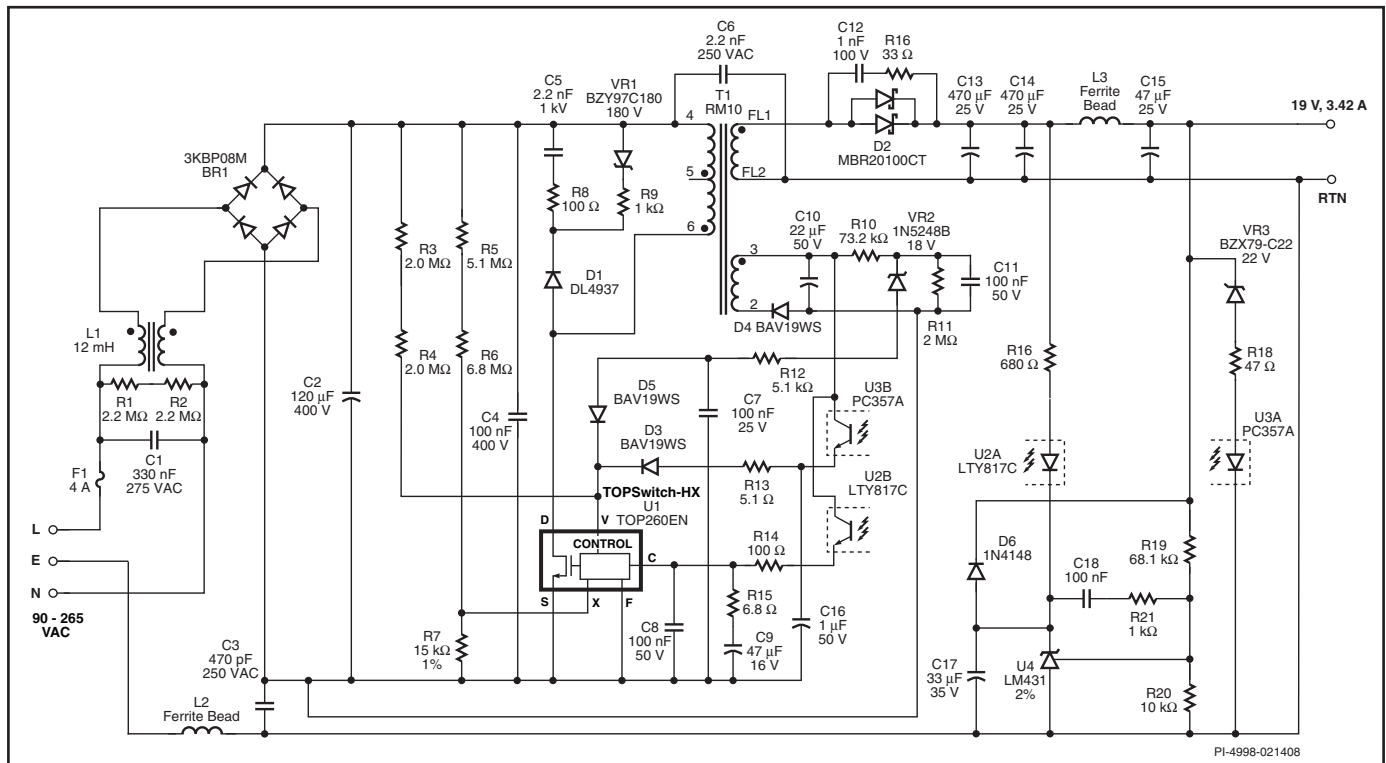 C6
2.2 nF
250 VAC
C12
1 nF
100 V
R16
33 Ω
C5
2.2 nF
1 kV
VR1
BZY97C180
180 V
T1
RM10
4
5
6
FL1
FL2
D2
MBR20100CT
C13
470 μF
25 V
C14
470 μF
25 V
L3
Ferrite
Bead
C15
47 μF
25 V
19 V, 3.42 A
RTN
3KBP08M
BR1
R8
100 Ω
R9
1 kΩ
R3
2.0 MΩ
R5
5.1 MΩ
D1
DL4937
C10
22 μF
50 V
R10
73.2 kΩ
VR2
1N5248B
18 V
3
2
D4 BAV19WS
R11
2 MΩ
C11
100 nF
50 V
VR3
BZX79-C22
22 V
L1
12 mH
R1
2.2 MΩ
R2
2.2 MΩ
C1
330 nF
275 VAC
F1
4 A
C2
120 μF
400 V
R4
2.0 MΩ
R6
6.8 MΩ
C4
100 nF
400 V
D5
BAV19WS
D3
BAV19WS
C7
100 nF
25 V
R12
5.1 kΩ
R13
5.1 Ω
U3B
PC357A
U2B
LTY817C
R16
680 Ω
R18
47 Ω
U3A
PC357A
U2A
LTY817C
TOPSwitch-HX
U1
TOP260EN
D
V
CONTROL
C
S
X
F
R14
100 Ω
R15
6.8 Ω
C8
100 nF
50 V
C9
47 μF
16 V
C16
1 μF
50 V
D6
1N4148
C18
100 nF
R19
68.1 kΩ
R21
1 kΩ
C17
33 μF
35 V
U4
LM431
2%
R20
10 kΩ
L
E
N
90 - 265
VAC
C3
470 pF
250 VAC
R7
15 kΩ
1%
L2
Ferrite Bead
PI-4998-021408